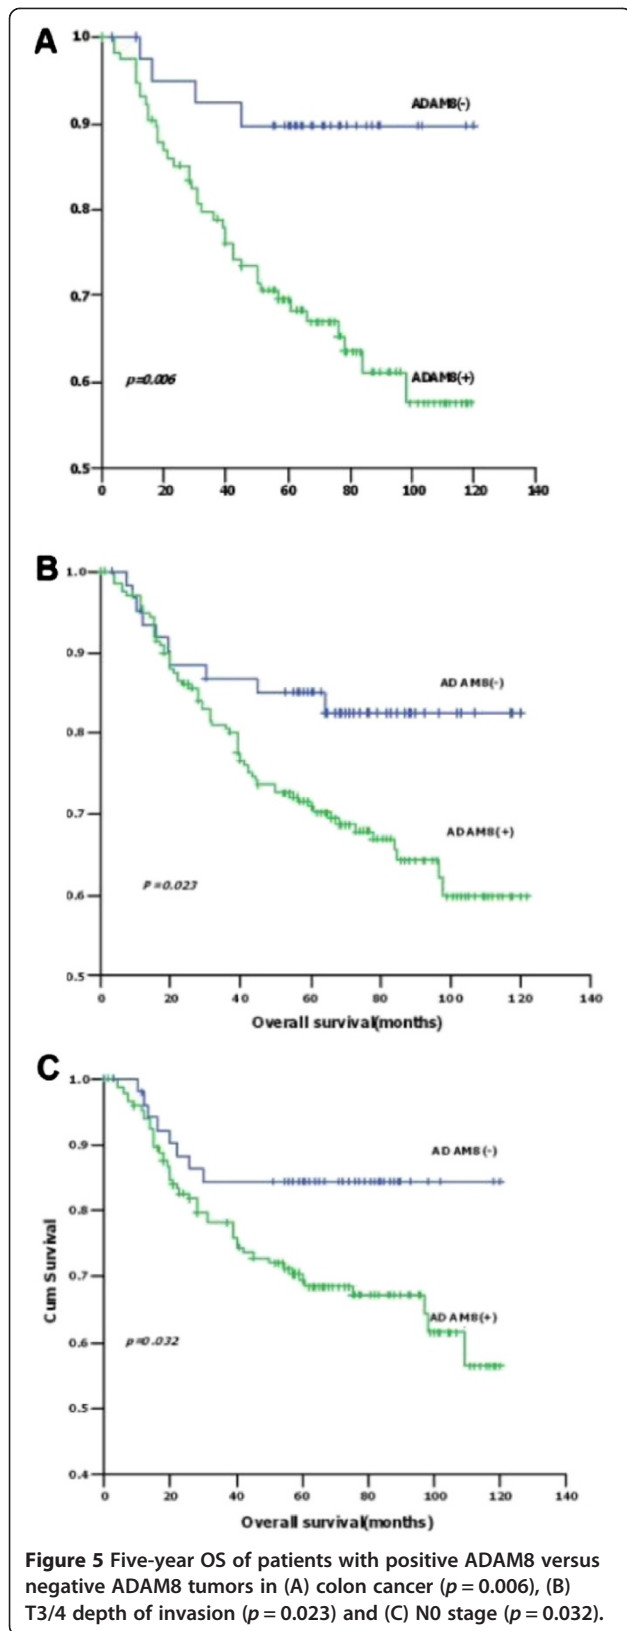 A
1.0
ADAM8(-)
0.9
0.8
0.7
0.6
p=0.006
ADAM8(+)
0.5
0 20 40 60 80 100 120 140
B
1.0
0.9
ADAM8(-)
0.8
0.7
ADAM8(+)
0.6
P=0.023
0.5
0 20 40 60 80 100 120 140
Overall survival(months)
C
1.0
0.9
ADAM8(-)
0.8
Cum Survival
0.7
ADAM8(+)
0.6
p=0.032
0.5
0.4
0 20 40 60 80 100 120 140
Overall survival(months)
Figure 5 Five-year OS of patients with positive ADAM8 versus
negative ADAM8 tumors in (A) colon cancer (p = 0.006), (B)
T3/4 depth of invasion (p = 0.023) and (C) N0 stage (p = 0.032).